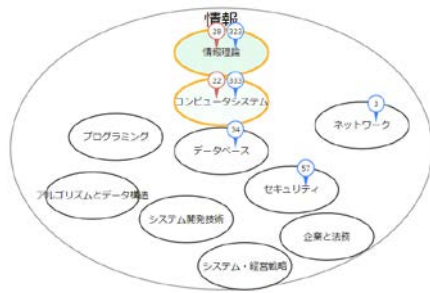 情報
28 323
情報理論
22 333
コンピュータシステム
3
ネットワーク
34
プログラミング
データベース
57
セキュリティ
アルゴリズムとデータ構造
システム開発技術
企業と法務
システム・経営戦略